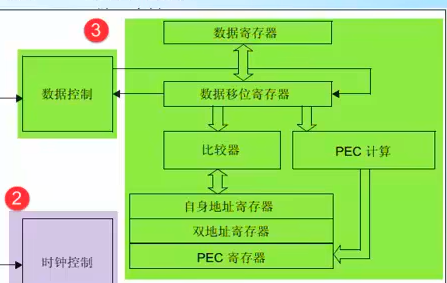 3
数据寄存器
数据控制
数据移位寄存器
比较器
PEC 计算
2
自身地址寄存器
双地址寄存器
时钟控制
PEC 寄存器